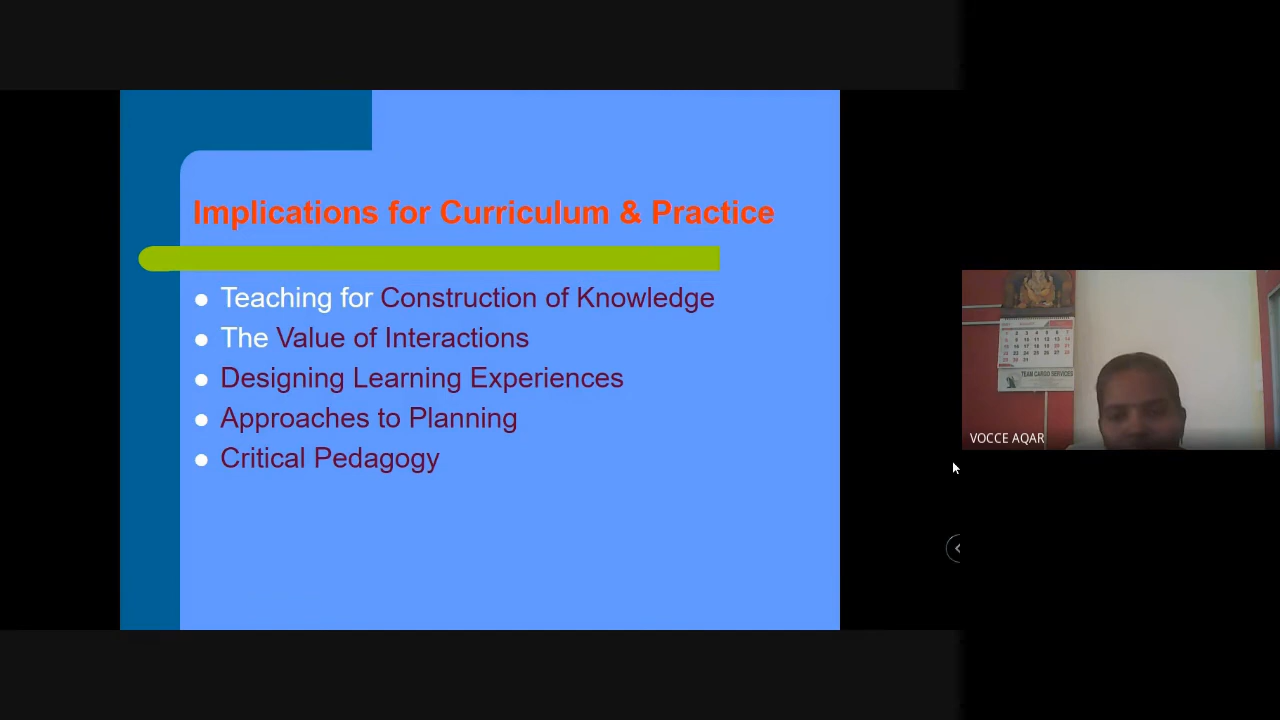 Implications for Curriculum & Practice
Teaching for Construction of Knowledge
The Value of Interactions
Designing Learning Experiences
Approaches to Planning
Critical Pedagogy
TEAM CARGO SERVICES
VOCCE AQAR